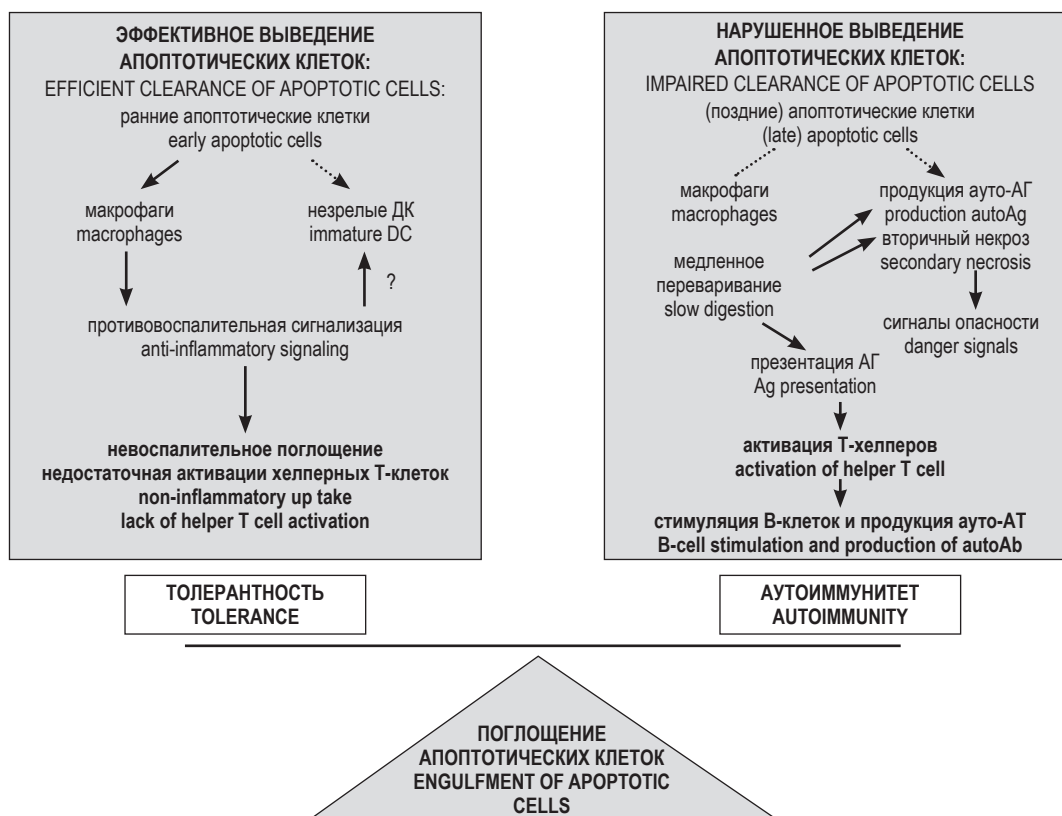 ЭФФЕКТИВНОЕ ВЫВЕДЕНИЕ
АПОПТОТИЧЕСКИХ КЛЕТОК:
EFFICIENT CLEARANCE OF APOPTOTIC CELLS:
ранние апоптотические клетки
early apoptotic cells
макрофаги
macrophages
незрелые ДК
immature DC
?
противовоспалительная сигнализация
anti-inflammatory signaling
невоспалительное поглощение
недостаточная активации хелперных Т-клеток
non-inflammatory up take
lack of helper T cell activation
ТОЛЕРАНТНОСТЬ
TOLERANCE
НАРУШЕННОЕ ВЫВЕДЕНИЕ
АПОПТОТИЧЕСКИХ КЛЕТОК:
IMPAIRED CLEARANCE OF APOPTOTIC CELLS
(поздние) апоптотические клетки
(late) apoptotic cells
макрофаги
macrophages
продукция ауто-АГ
production autoAg
вторичный некроз
secondary necrosis
медленное
переваривание
slow digestion
сигналы опасности
danger signals
презентация АГ
Ag presentation
активация Т-хелперов
activation of helper T cell
стимуляция В-клеток и продукция ауто-АТ
B-cell stimulation and production of autoAb
АУТОИММУНИТЕТ
AUTOIMMUNITY
ПОГЛОЩЕНИЕ
АПОПТОТИЧЕСКИХ КЛЕТОК
ENGULFMENT OF APOPTOTIC
CELLS